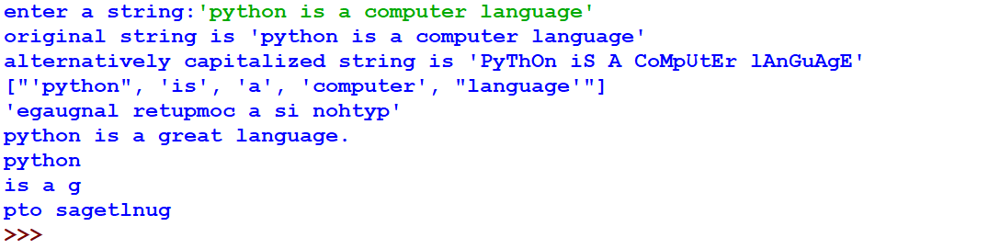 enter a string:'python is a computer language'
original string is 'python is a computer language'
alternatively capitalized string is 'PyThOn iS A CoMpUtEr lAnGuAgE'
["'python", 'is', 'a', 'computer', "language'"]
'egaugnal retupmoc a si nohtyp'
python is a great language.
python
is a g
pto sagetlnug
>>>